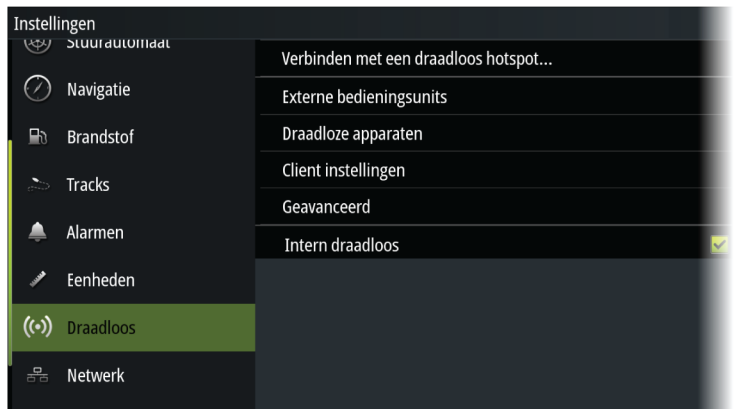 Instellingen
Stuurautomaat
Navigatie
Brandstof
Tracks
Alarmen
Eenheden
Draadloos
Netwerk
Verbinden met een draadloos hotspot...
Externe bedieningsunits
Draadloze apparaten
Client instellingen
Geavanceerd
Intern draadloos